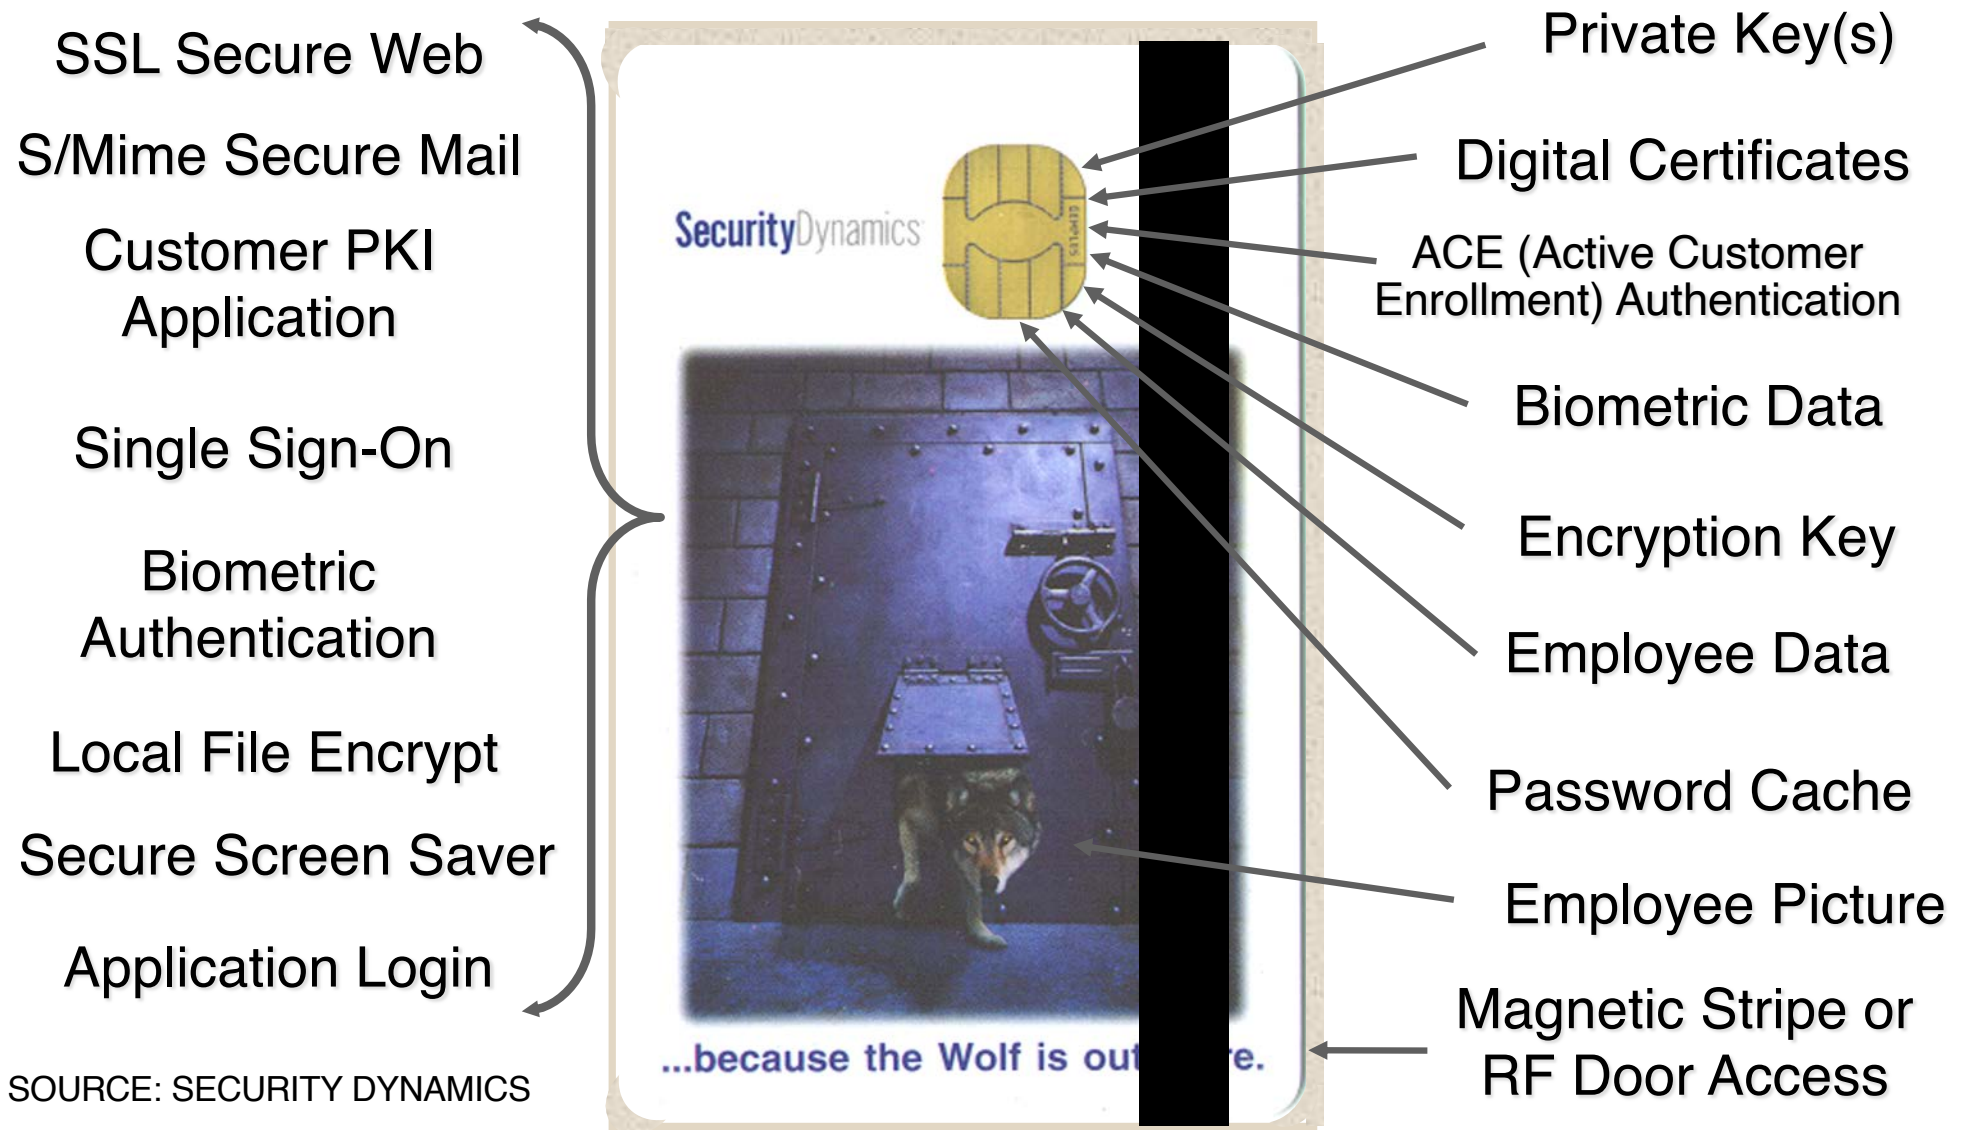 SSL Secure Web
S/Mime Secure Mail
Customer PKI
Application
Single Sign-On
Biometric
Authentication
Local File Encrypt
Secure Screen Saver
Application Login
SOURCE: SECURITY DYNAMICS
SecurityDynamics
GEMPLUS
...because the Wolf is out re.
Private Key(s)
Digital Certificates
ACE (Active Customer
Enrollment) Authentication
Biometric Data
Encryption Key
Employee Data
Password Cache
Employee Picture
Magnetic Stripe or
RF Door Access